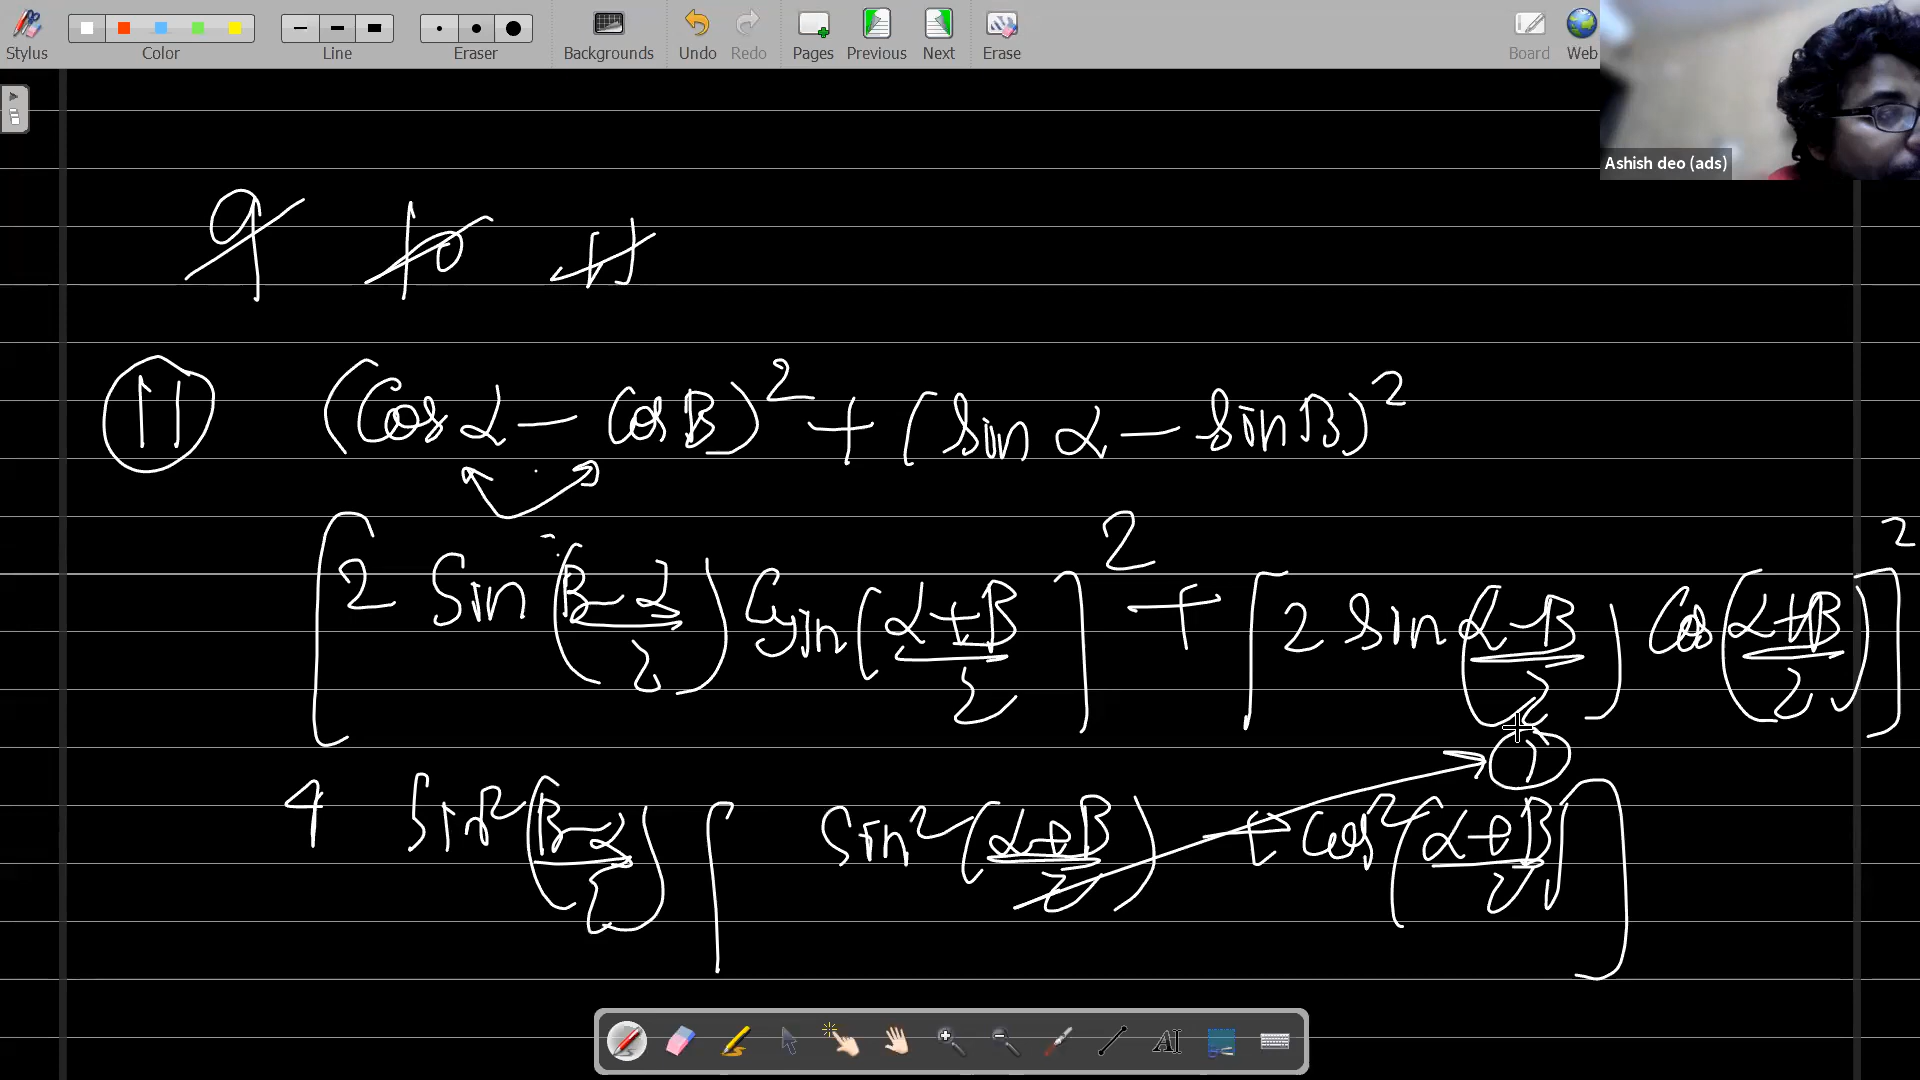 Stylus Color Line Eraser Backgrounds Undo Redo Pages Previous Next Erase Board Web
Ashish deo (ads)
9 10 11
11 (Cos α - Cos β)² + (Sin α - Sin β)²
[2 Sin((β-α)/2) Sin((α+β)/2)]² + [2 Sin((α-β)/2) Cos((α+β)/2)]²
1
4 Sin²((β-α)/2) [Sin²((α+β)/2) + Cos²((α+β)/2)]
AI